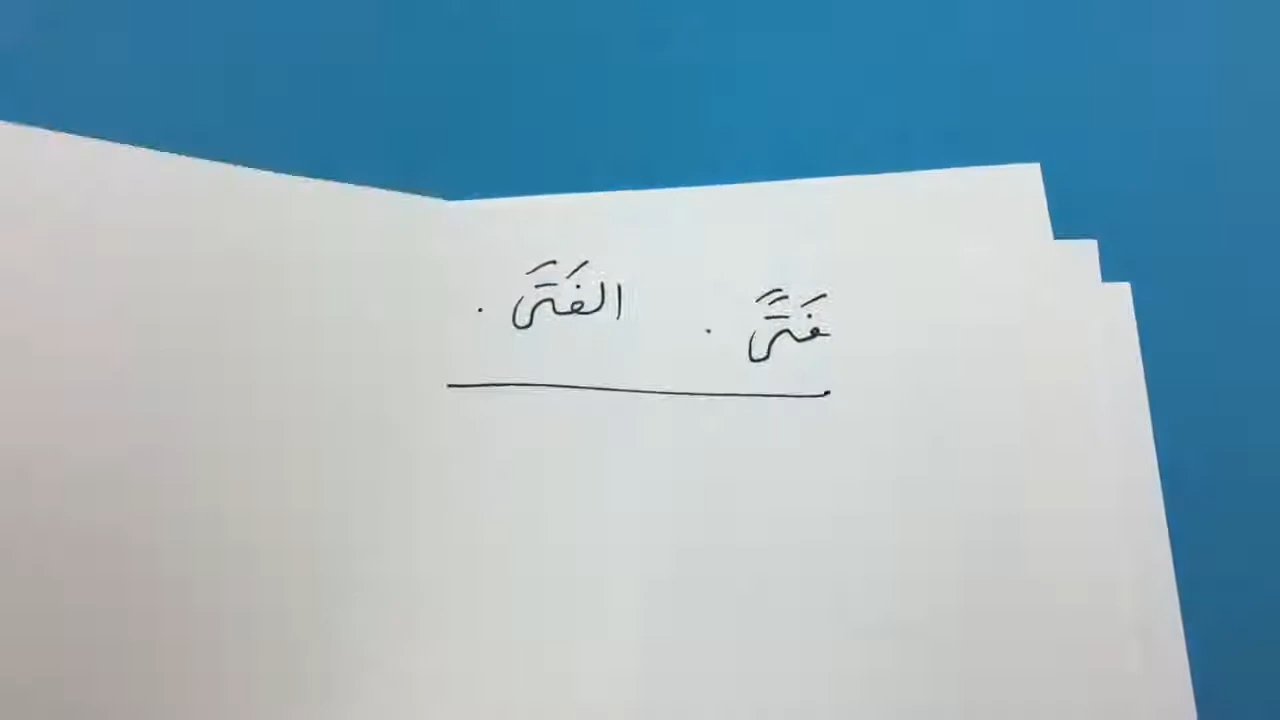 فَتًى . الفَتَى .